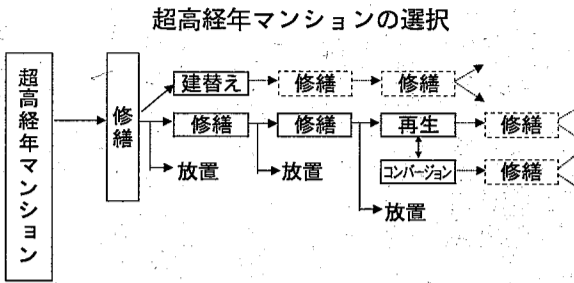 超高経年マンションの選択
超高経年マンション
修繕
建替え
修繕
修繕
修繕
修繕
再生
修繕
放置
放置
コンバージョン
修繕
放置